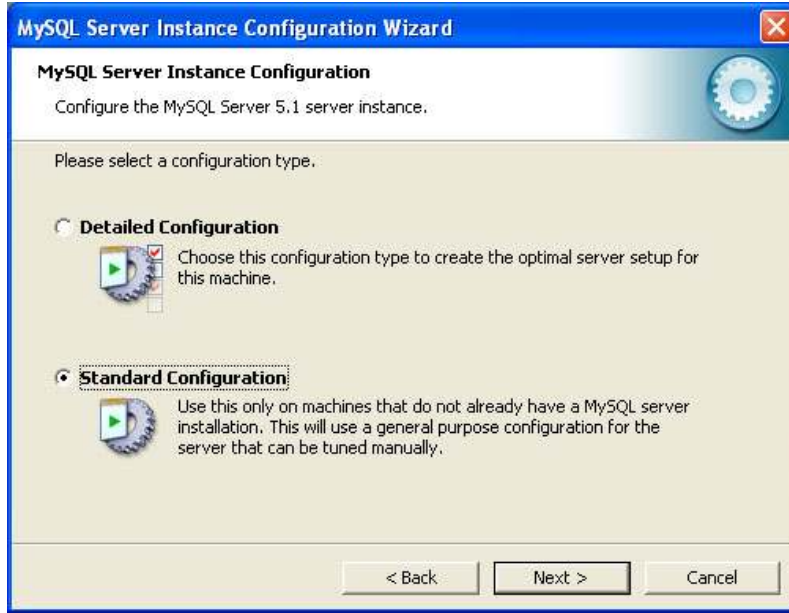 MySQL Server Instance Configuration Wizard
MySQL Server Instance Configuration
Configure the MySQL Server 5.1 server instance.
Please select a configuration type.
Detailed Configuration
Choose this configuration type to create the optimal server setup for
this machine.
Standard Configuration
Use this only on machines that do not already have a MySQL server
installation. This will use a general purpose configuration for the
server that can be tuned manually.
< Back
Next >
Cancel